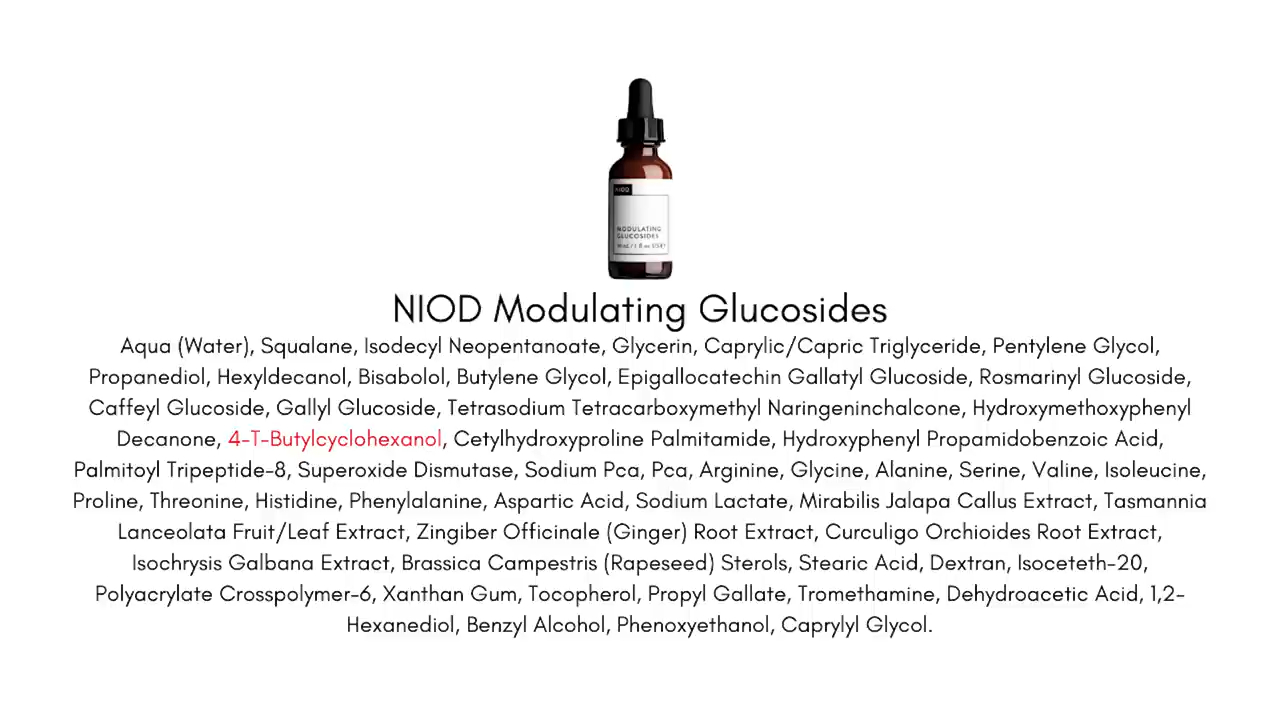 NIOD
MODULATING
GLUCOSIDES
NIOD Modulating Glucosides
Aqua (Water), Squalane, Isodecyl Neopentanoate, Glycerin, Caprylic/Capric Triglyceride, Pentylene Glycol,
Propanediol, Hexyldecanol, Bisabolol, Butylene Glycol, Epigallocatechin Gallatyl Glucoside, Rosmarinyl Glucoside,
Caffeyl Glucoside, Gallyl Glucoside, Tetrasodium Tetracarboxymethyl Naringeninchalcone, Hydroxymethoxyphenyl
Decanone, 4-T-Butylcyclohexanol, Cetylhydroxyproline Palmitamide, Hydroxyphenyl Propamidobenzoic Acid,
Palmitoyl Tripeptide-8, Superoxide Dismutase, Sodium Pca, Pca, Arginine, Glycine, Alanine, Serine, Valine, Isoleucine,
Proline, Threonine, Histidine, Phenylalanine, Aspartic Acid, Sodium Lactate, Mirabilis Jalapa Callus Extract, Tasmannia
Lanceolata Fruit/Leaf Extract, Zingiber Officinale (Ginger) Root Extract, Curculigo Orchioides Root Extract,
Isochrysis Galbana Extract, Brassica Campestris (Rapeseed) Sterols, Stearic Acid, Dextran, Isoceteth-20,
Polyacrylate Crosspolymer-6, Xanthan Gum, Tocopherol, Propyl Gallate, Tromethamine, Dehydroacetic Acid, 1,2-
Hexanediol, Benzyl Alcohol, Phenoxyethanol, Caprylyl Glycol.